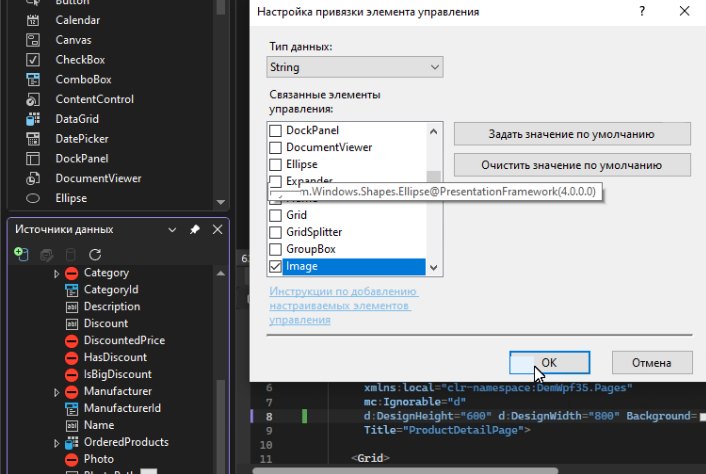 Button
Calendar
Canvas
CheckBox
ComboBox
ContentControl
DataGrid
DatePicker
DockPanel
DocumentViewer
Ellipse
Источники данных
Category
CategoryId
Description
Discount
DiscountedPrice
HasDiscount
IsBigDiscount
Manufacturer
ManufacturerId
Name
OrderedProducts
Photo
Настройка привязки элемента управления
Тип данных:
String
Связанные элементы
управления:
DockPanel
DocumentViewer
Ellipse
Expander
m.Windows.Shapes.Ellipse@PresentationFramework(4.0.0.0)
Grid
GridSplitter
GroupBox
Image
Задать значение по умолчанию
Очистить значение по умолчанию
Инструкции по добавлению
настраиваемых элементов
управления
OK
Отмена
6 xmlns:local="clr-namespace:DemWpf35.Pages"
7 mc:Ignorable="d"
8 d:DesignHeight="600" d:DesignWidth="800" Background=
9 Title="ProductDetailPage">
10
11 <Grid>